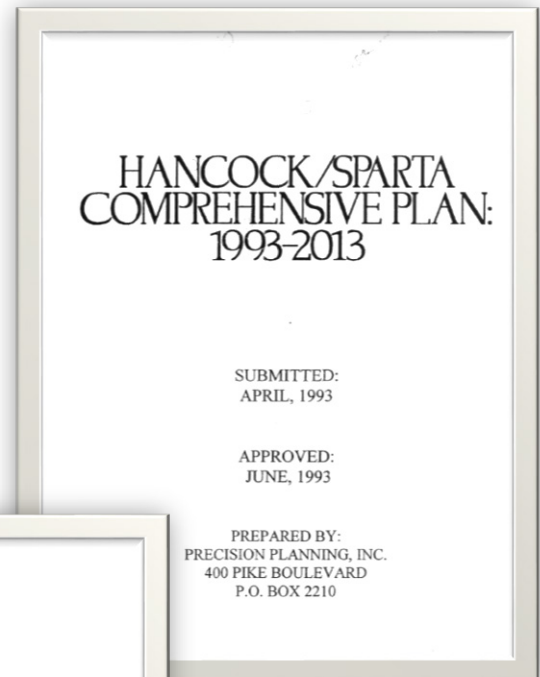 HANCOCK/SPARTA
COMPREHENSIVE PLAN:
1993-2013
SUBMITTED:
APRIL, 1993
APPROVED:
JUNE, 1993
PREPARED BY:
PRECISION PLANNING, INC.
400 PIKE BOULEVARD
P.O. BOX 2210